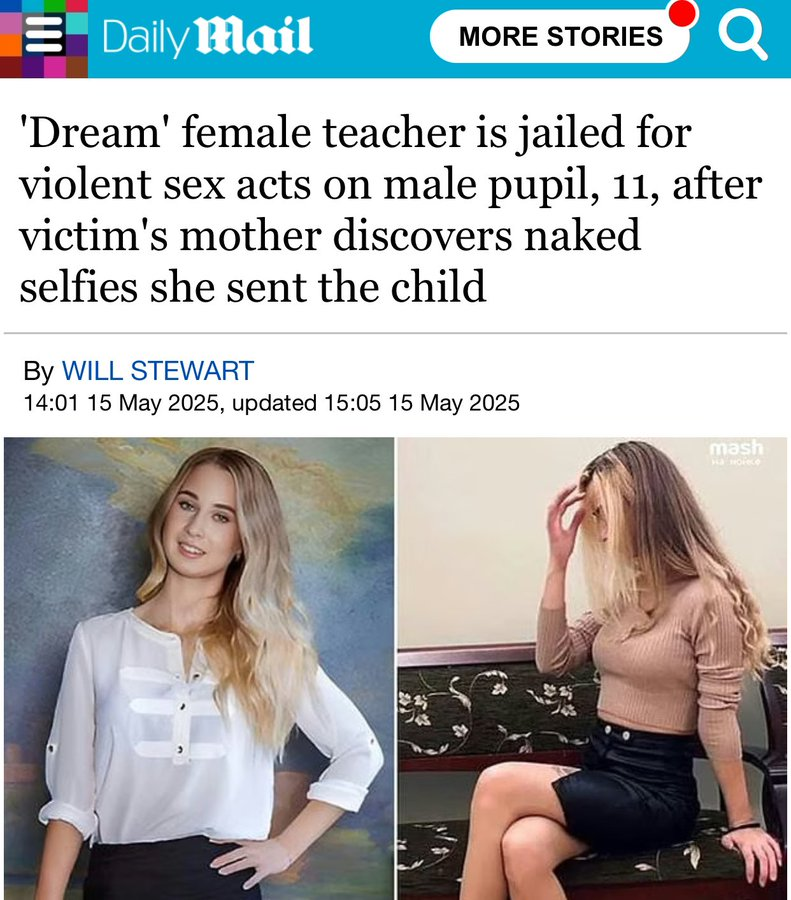 Daily Mail
MORE STORIES
'Dream' female teacher is jailed for
violent sex acts on male pupil, 11, after
victim's mother discovers naked
selfies she sent the child
By WILL STEWART
14:01 15 May 2025, updated 15:05 15 May 2025
mash